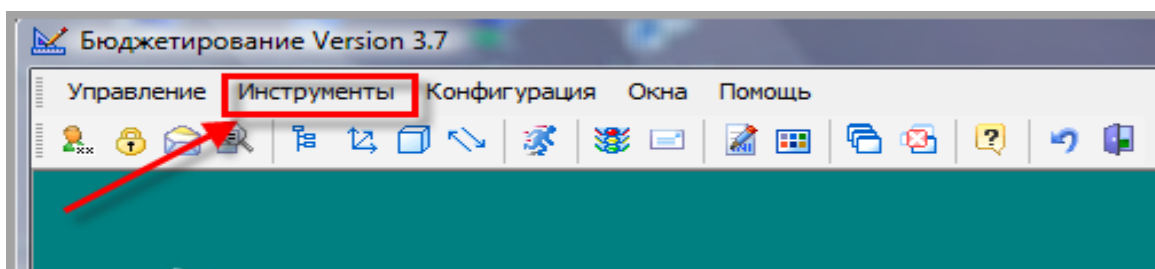 Бюджетирование Version 3.7
Управление Инструменты Конфигурация Окна Помощь